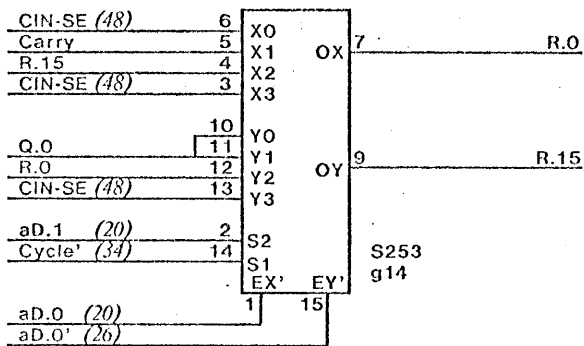 CIN-SE (48) 6 X0
Carry 5 X1 OX 7 R.0
R.15 4 X2
CIN-SE (48) 3 X3
10 Y0
Q.0 11 Y1
R.0 12 Y2 OY 9 R.15
CIN-SE (48) 13 Y3
aD.1 (20) 2 S2 S253
Cycle' (34) 14 S1 g14
EX' EY'
1 15
aD.0 (20)
aD.0' (26)